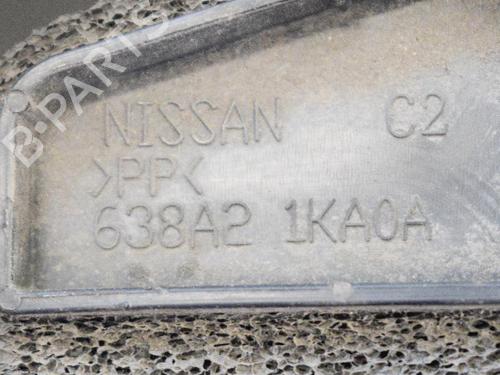 B-PARTS
NISSAN C2
>PP<
638A2 1KA0A